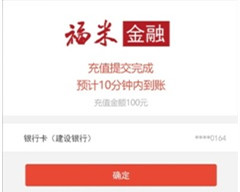 福米 金融
充值提交完成
预计10分钟内到账
充值金额100元
银行卡（建设银行） ****0164
确定